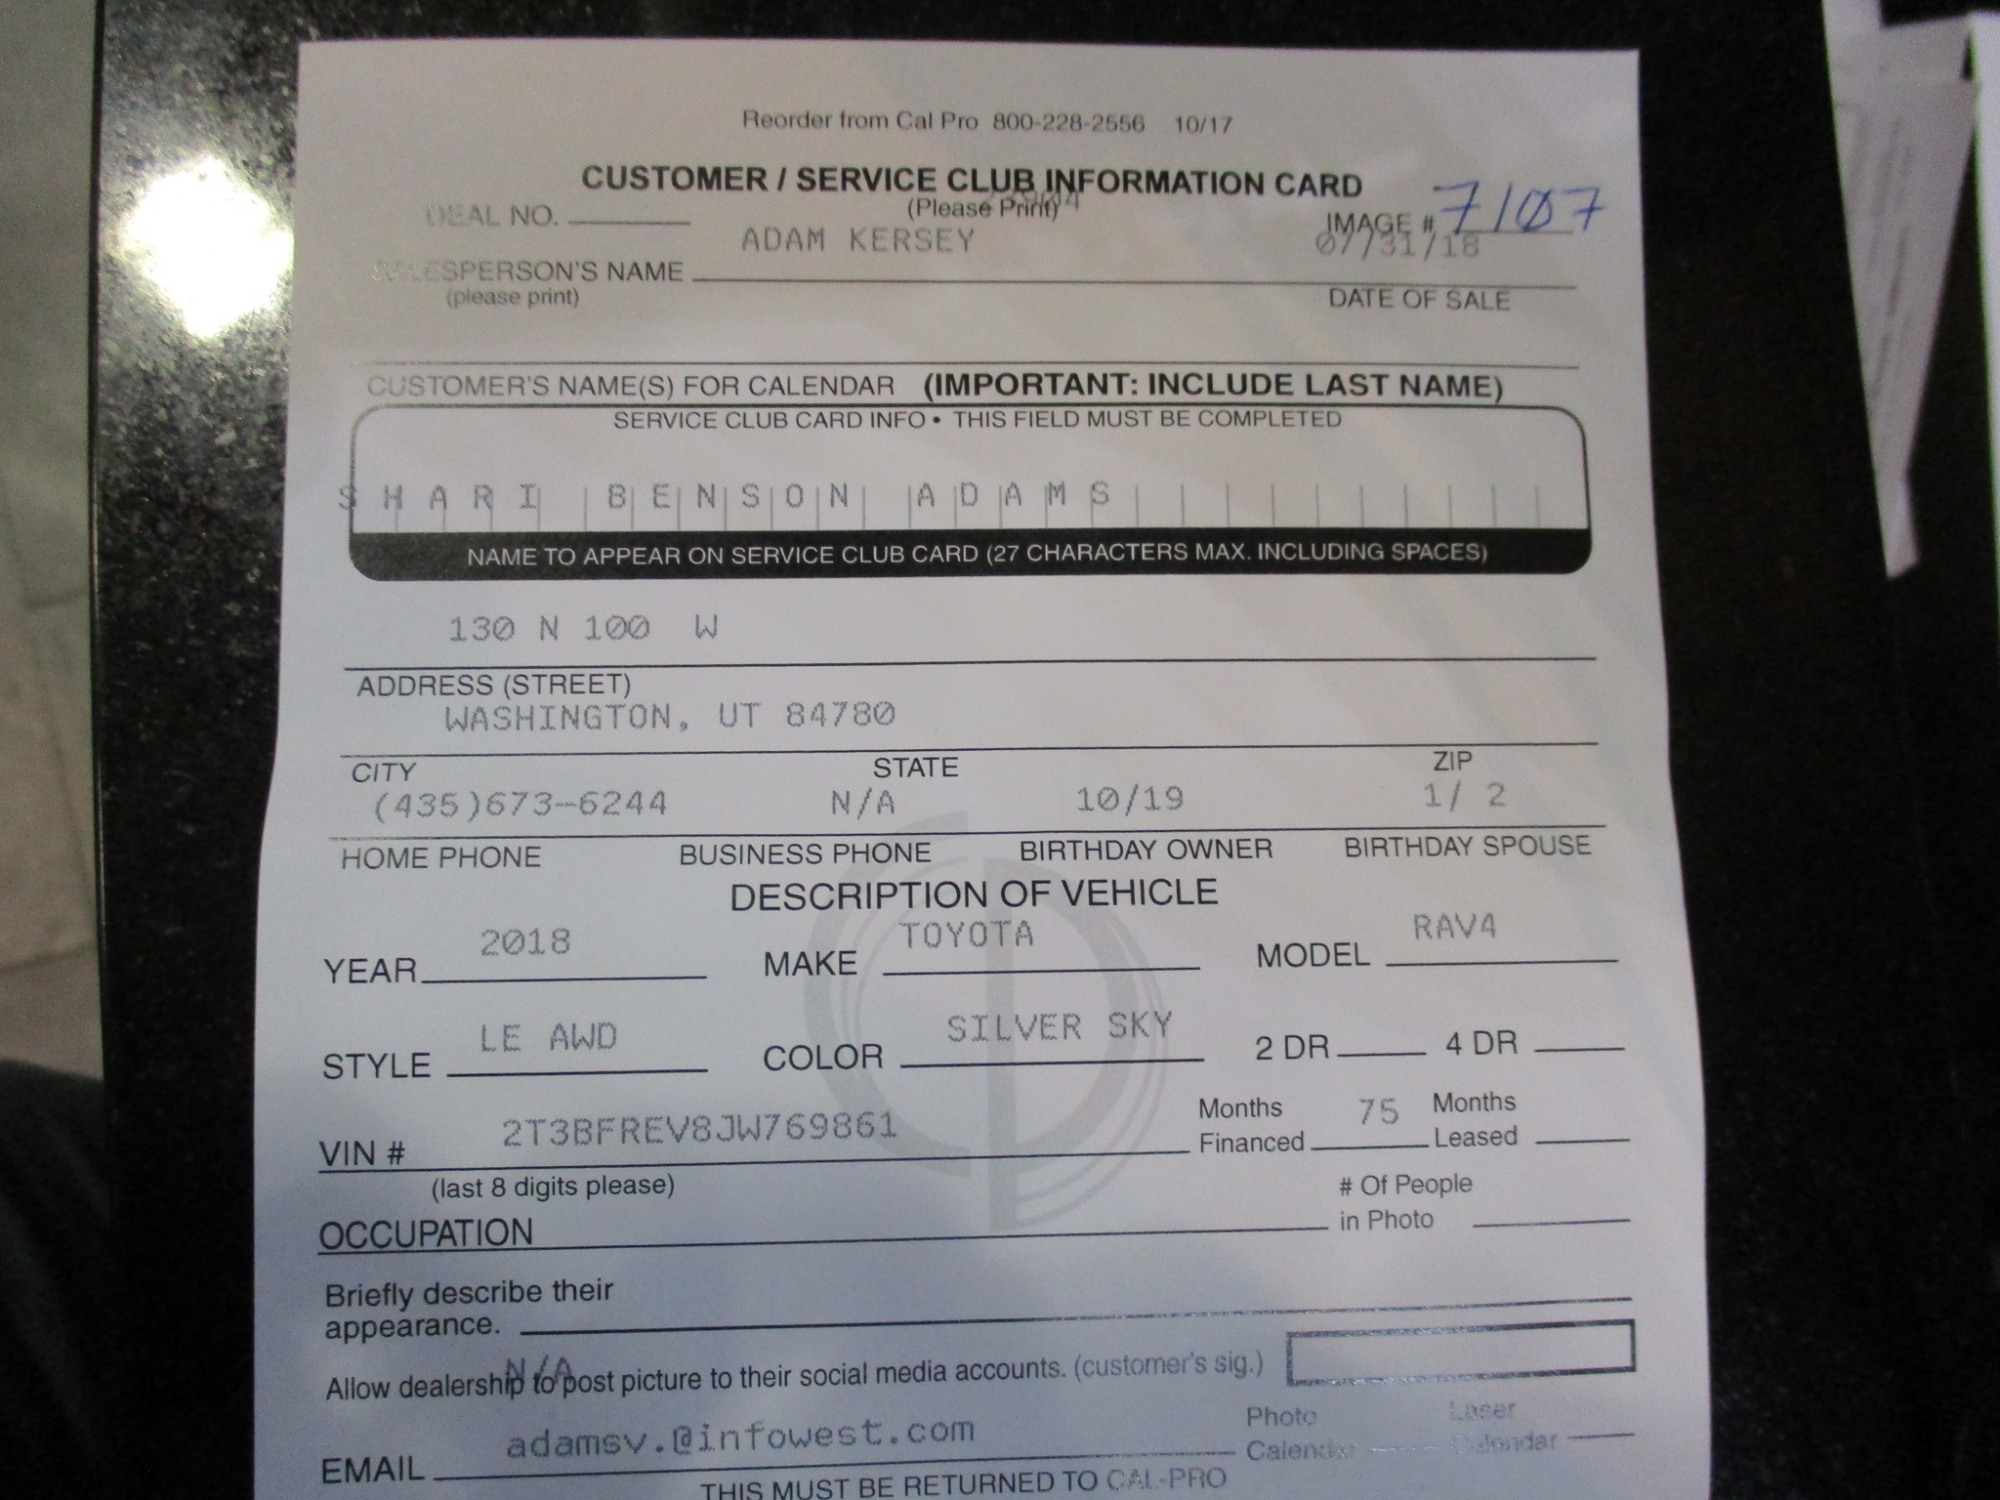 Reorder from Cal Pro 800-228-2556 10/17
CUSTOMER / SERVICE CLUB INFORMATION CARD
(Please Print)
DEAL NO. IMAGE # 7107
ADAM KERSEY 07/31/18
SALESPERSON'S NAME
(please print) DATE OF SALE
CUSTOMER'S NAME(S) FOR CALENDAR (IMPORTANT: INCLUDE LAST NAME)
SERVICE CLUB CARD INFO • THIS FIELD MUST BE COMPLETED
SHARI BENSON ADAMS
NAME TO APPEAR ON SERVICE CLUB CARD (27 CHARACTERS MAX. INCLUDING SPACES)
130 N 100 W
ADDRESS (STREET)
WASHINGTON, UT 84780
CITY STATE ZIP
(435)673-6244 N/A 10/19 1/ 2
HOME PHONE BUSINESS PHONE BIRTHDAY OWNER BIRTHDAY SPOUSE
DESCRIPTION OF VEHICLE
YEAR 2018 MAKE TOYOTA MODEL RAV4
STYLE LE AWD COLOR SILVER SKY 2 DR 4 DR
VIN # 2T3BFREV8JW769861 Months Financed 75 Months Leased
(last 8 digits please)
OCCUPATION # Of People in Photo
Briefly describe their
appearance.
N/A
Allow dealership to post picture to their social media accounts. (customer's sig.)
EMAIL adamsv.@infowest.com Photo Calendar Laser Calendar
THIS MUST BE RETURNED TO CAL-PRO